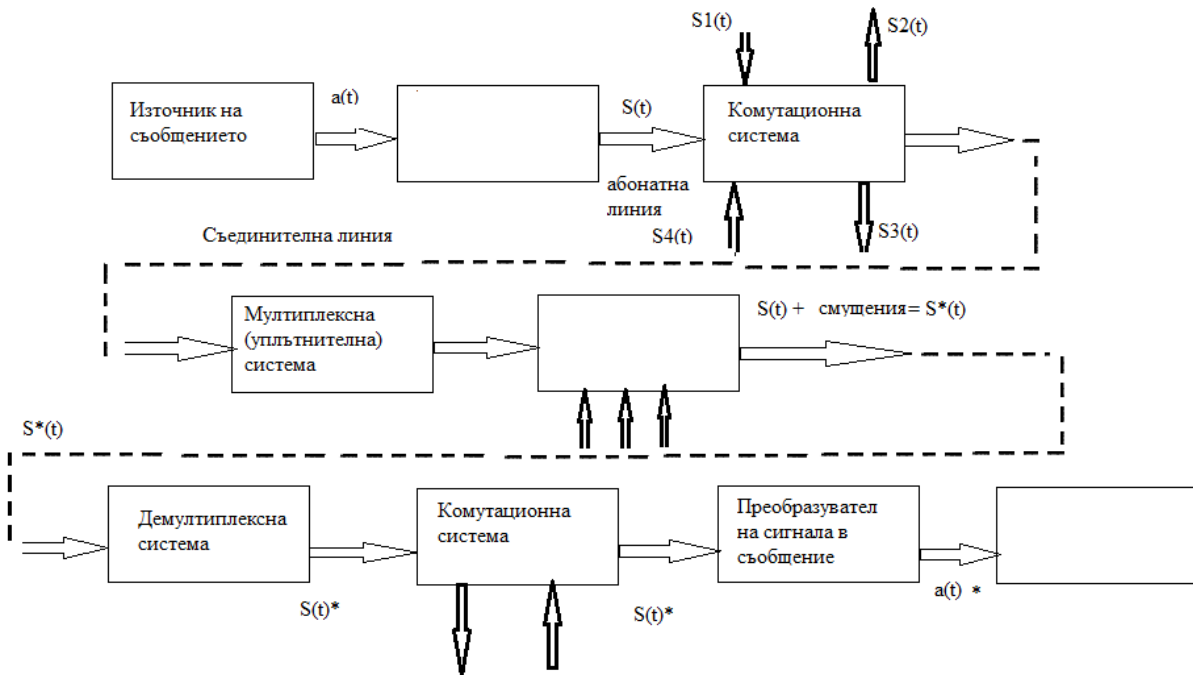 S1(t)
S2(t)
Източник на
съобщението
a(t)
S(t)
Комутационна
система
абонатна
линия
S4(t)
S3(t)
Съединителна линия
Мултиплексна
(уплътнителна)
система
S(t) + смущения= S*(t)
S*(t)
Демултиплексна
система
S(t)*
Комутационна
система
S(t)*
Преобразувател
на сигнала в
съобщение
a(t) *